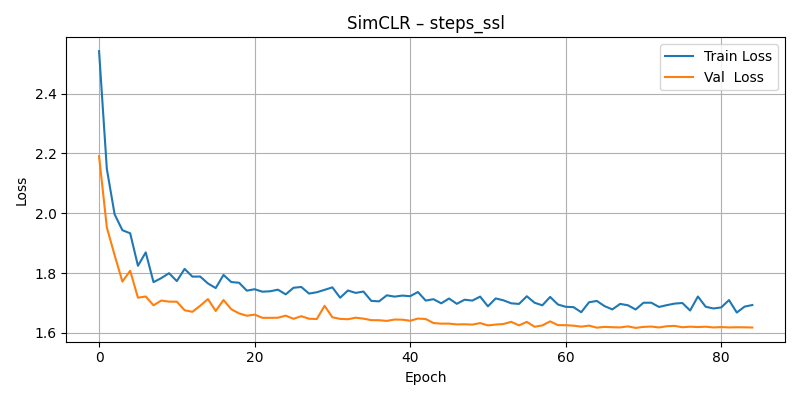 SimCLR – steps_ssl
Train Loss
Val  Loss
Loss
2.4
2.2
2.0
1.8
1.6
0 20 40 60 80
Epoch